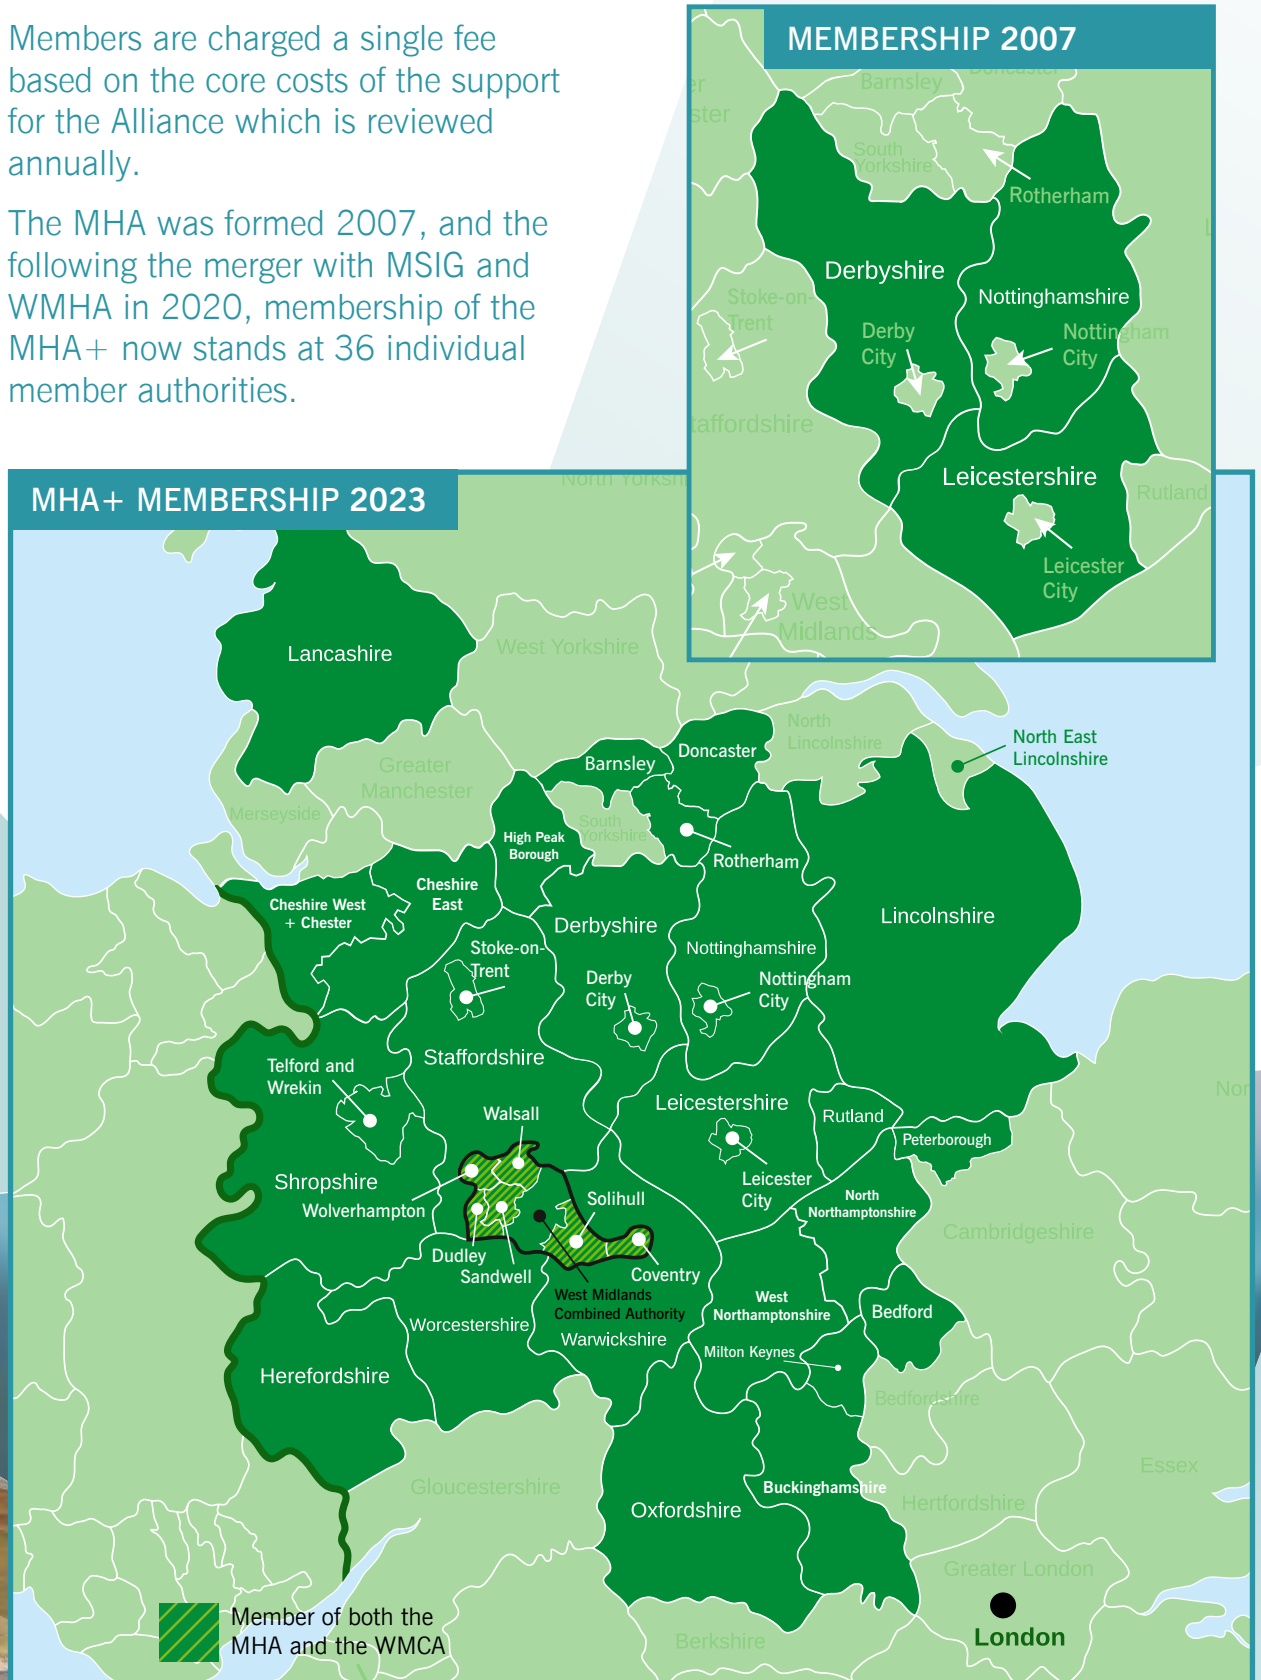 Members are charged a single fee
based on the core costs of the support
for the Alliance which is reviewed
annually.
The MHA was formed 2007, and the
following the merger with MSIG and
WMHA in 2020, membership of the
MHA+ now stands at 36 individual
member authorities.
MEMBERSHIP 2007
Doncaster
Barnsley
South
Yorkshire
Rotherham
Derbyshire
Nottinghamshire
Stoke-on-
Trent
Derby
City
Nottingham
City
taffordshire
Leicestershire
Rutland
Leicester
City
West
Midlands
MHA+ MEMBERSHIP 2023
North Yorkshi
Lancashire
West Yorkshire
Greater
Manchester
Merseyside
Barnsley
Doncaster
North
Lincolnshire
North East
Lincolnshire
South
Yorkshire
High Peak
Borough
Rotherham
Cheshire West
+ Chester
Cheshire
East
Derbyshire
Lincolnshire
Stoke-on-
Trent
Nottinghamshire
Derby
City
Nottingham
City
Telford and
Wrekin
Staffordshire
Walsall
Leicestershire
Rutland
Peterborough
Nor
Shropshire
Wolverhampton
Solihull
Leicester
City
North
Northamptonshire
Cambridgeshire
Dudley
Sandwell
Coventry
West Midlands
Combined Authority
West
Northamptonshire
Bedford
Worcestershire
Warwickshire
Milton Keynes
Herefordshire
Bedfordshire
Gloucestershire
Oxfordshire
Buckinghamshire
Hertfordshire
Essex
Greater London
London
Berkshire
Member of both the
MHA and the WMCA